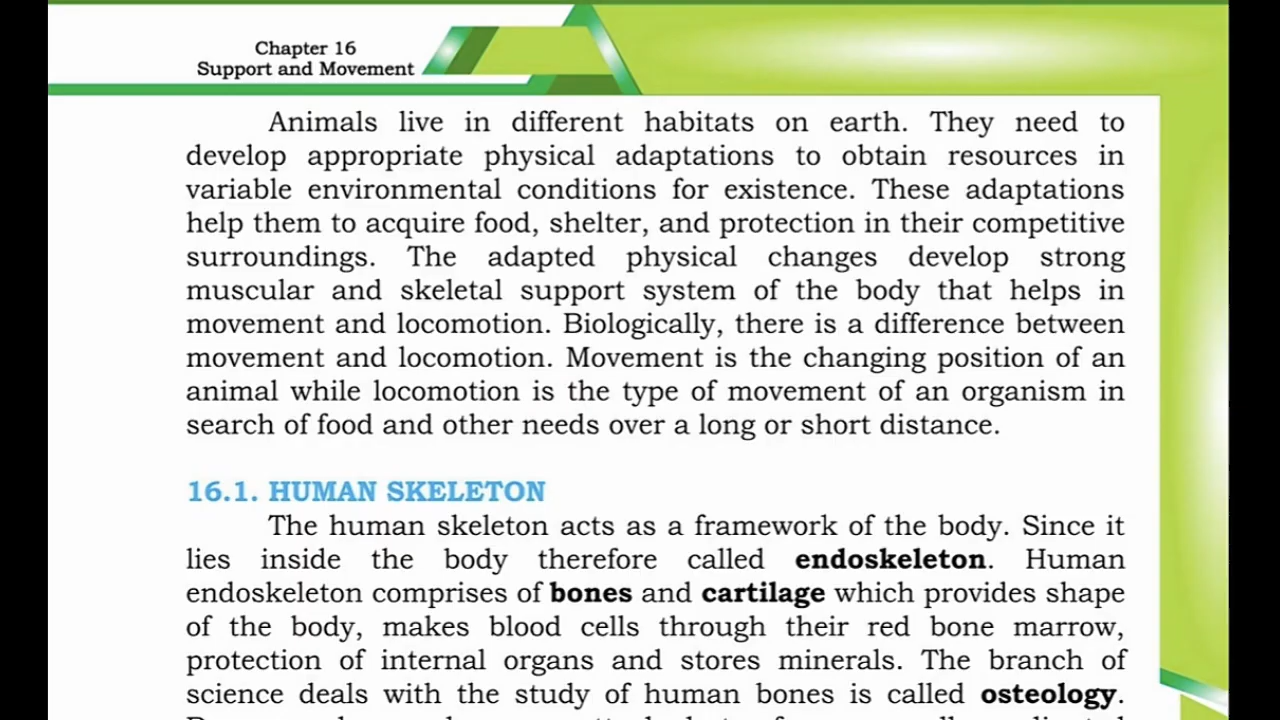 Chapter 16
Support and Movement
Animals live in different habitats on earth. They need to
develop appropriate physical adaptations to obtain resources in
variable environmental conditions for existence. These adaptations
help them to acquire food, shelter, and protection in their competitive
surroundings. The adapted physical changes develop strong
muscular and skeletal support system of the body that helps in
movement and locomotion. Biologically, there is a difference between
movement and locomotion. Movement is the changing position of an
animal while locomotion is the type of movement of an organism in
search of food and other needs over a long or short distance.
16.1. HUMAN SKELETON
The human skeleton acts as a framework of the body. Since it
lies inside the body therefore called endoskeleton. Human
endoskeleton comprises of bones and cartilage which provides shape
of the body, makes blood cells through their red bone marrow,
protection of internal organs and stores minerals. The branch of
science deals with the study of human bones is called osteology.